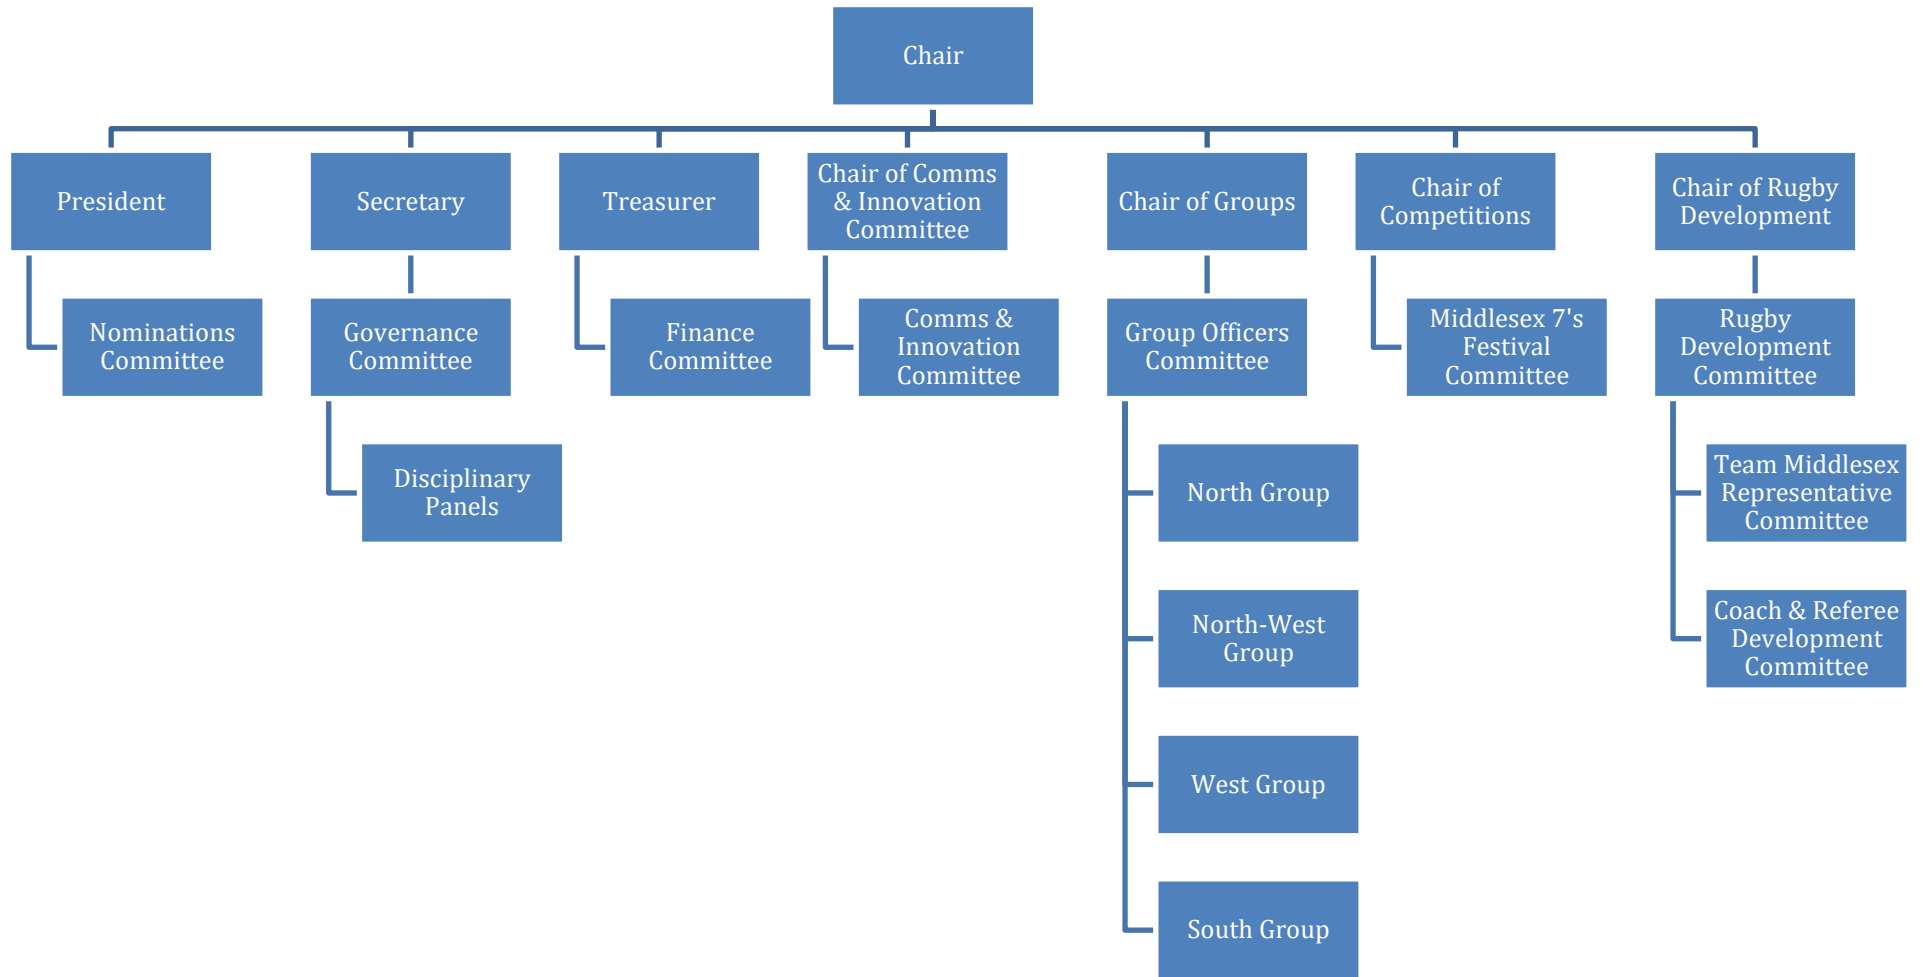 Chair
President
Secretary
Treasurer
Chair of Comms
& Innovation
Committee
Chair of Groups
Chair of
Competitions
Chair of Rugby
Development
Nominations
Committee
Governance
Committee
Finance
Committee
Comms &
Innovation
Committee
Group Officers
Committee
Middlesex 7's
Festival
Committee
Rugby
Development
Committee
Disciplinary
Panels
North Group
Team Middlesex
Representative
Committee
North-West
Group
Coach & Referee
Development
Committee
West Group
South Group